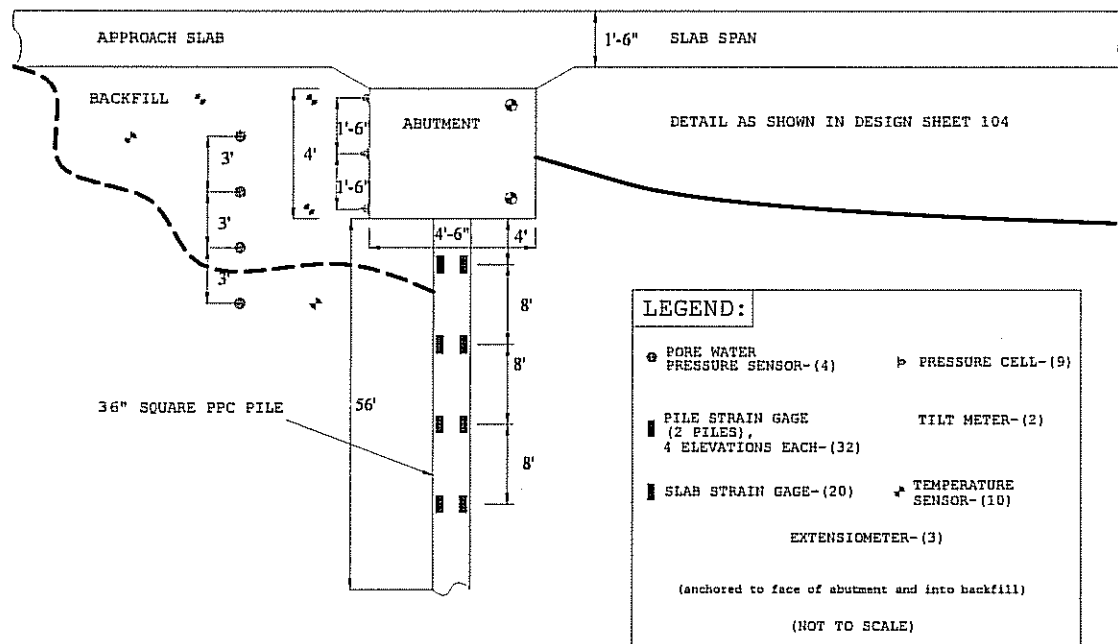 APPROACH SLAB
1'-6" SLAB SPAN
BACKFILL
ABUTMENT
DETAIL AS SHOWN IN DESIGN SHEET 104
1'-6"
4'
1'-6"
3'
3'
3'
4'-6"
4'
8'
8'
8'
56'
36" SQUARE PPC PILE
LEGEND:
PORE WATER
PRESSURE SENSOR-(4)
PRESSURE CELL-(9)
PILE STRAIN GAGE
(2 PILES),
4 ELEVATIONS EACH-(32)
TILT METER-(2)
SLAB STRAIN GAGE-(20)
TEMPERATURE
SENSOR-(10)
EXTENSIOMETER-(3)
(anchored to face of abutment and into backfill)
(NOT TO SCALE)